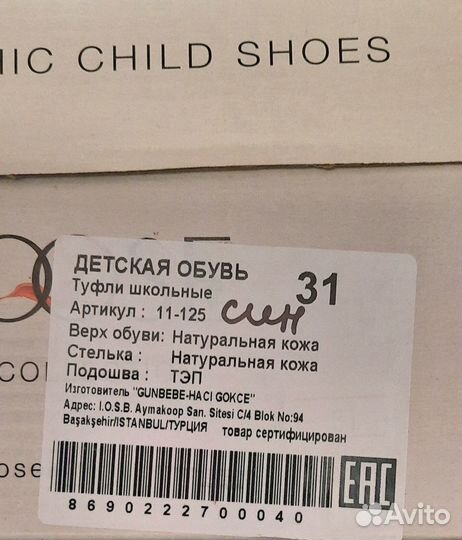 HIC CHILD SHOES
ДЕТСКАЯ ОБУВЬ 31
Туфли школьные
Артикул : 11-125 син
Верх обуви: Натуральная кожа
Стелька : Натуральная кожа
Подошва : ТЭП
Изготовитель "GUNBEBE-HACI GOKCE"
Адрес: I.O.S.B. Aymakoop San. Sitesi C/4 Blok No:94
Başakşehir/ISTANBUL/ТУРЦИЯ товар сертифицирован
EAC
8690222700040
Avito